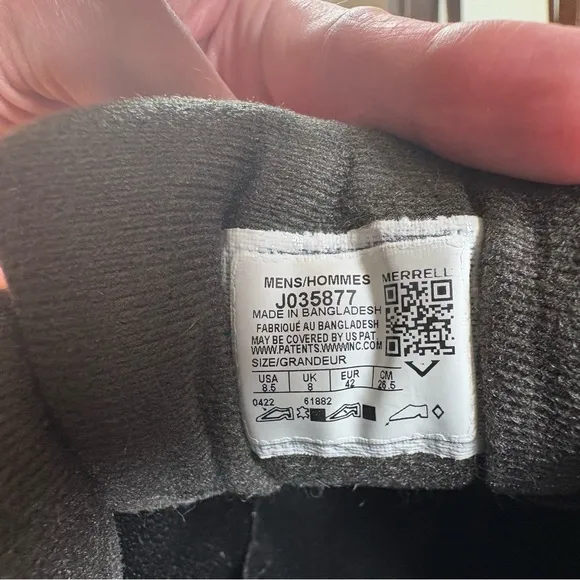 MENS/HOMMES
MERRELL
J035877
MADE IN BANGLADESH
FABRIQUÉ AU BANGLADESH
MAY BE COVERED BY US PAT.
WWW.PATENTS.WWWINC.COM
SIZE/GRANDEUR
USA UK EUR CM
8.5 8 42 26.5
0422 61882